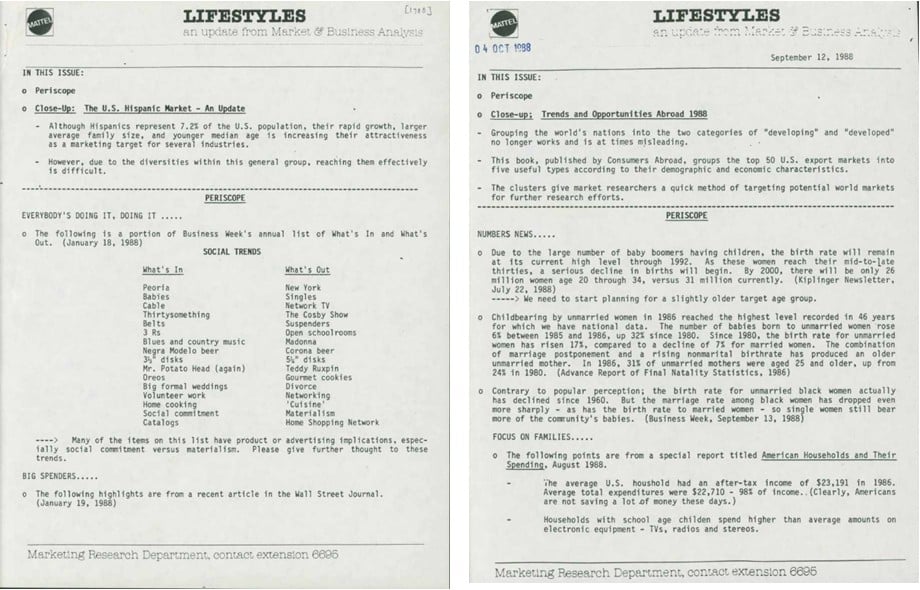 MATTEL
LIFESTYLES
[1988]
an update from Market & Business Analysis
IN THIS ISSUE:
o Periscope
o Close-Up: The U.S. Hispanic Market - An Update
- Although Hispanics represent 7.2% of the U.S. population, their rapid growth, larger
average family size, and younger median age is increasing their attractiveness
as a marketing target for several industries.
- However, due to the diversities within this general group, reaching them effectively
is difficult.
PERISCOPE
EVERYBODY'S DOING IT, DOING IT .....
o The following is a portion of Business Week's annual list of What's In and What's
Out. (January 18, 1988)
SOCIAL TRENDS
What's In What's Out
Peoria New York
Babies Singles
Cable Network TV
Thirtysomething The Cosby Show
Belts Suspenders
3 Rs Open schoolrooms
Blues and country music Madonna
Negra Modelo beer Corona beer
3½" disks 5¼" disks
Mr. Potato Head (again) Teddy Ruxpin
Oreos Gourmet cookies
Big formal weddings Divorce
Volunteer work Networking
Home cooking 'Cuisine'
Social commitment Materialism
Catalogs Home Shopping Network
----> Many of the items on this list have product or advertising implications, espec-
ially social commitment versus materialism. Please give further thought to these
trends.
BIG SPENDERS.....
o The following highlights are from a recent article in the Wall Street Journal.
(January 19, 1988)
Marketing Research Department, contact extension 6695
MATTEL
LIFESTYLES
an update from Market & Business Analysis
04 OCT 1988
September 12, 1988
IN THIS ISSUE:
o Periscope
o Close-up; Trends and Opportunities Abroad 1988
- Grouping the world's nations into the two categories of "developing" and "developed"
no longer works and is at times misleading.
- This book, published by Consumers Abroad, groups the top 50 U.S. export markets into
five useful types according to their demographic and economic characteristics.
- The clusters give market researchers a quick method of targeting potential world markets
for further research efforts.
PERISCOPE
NUMBERS NEWS.....
o Due to the large number of baby boomers having children, the birth rate will remain
at its current high level through 1992. As these women reach their mid-to-late
thirties, a serious decline in births will begin. By 2000, there will be only 26
million women age 20 through 34, versus 31 million currently. (Kiplinger Newsletter,
July 22, 1988)
-----> We need to start planning for a slightly older target age group.
o Childbearing by unmarried women in 1986 reached the highest level recorded in 46 years
for which we have national data. The number of babies born to unmarried women rose
6% between 1985 and 1986, up 32% since 1980. Since 1980, the birth rate for unmarried
women has risen 17%, compared to a decline of 7% for married women. The combination
of marriage postponement and a rising nonmarital birthrate has produced an older
unmarried mother. In 1986, 31% of unmarried mothers were aged 25 and older, up from
24% in 1980. (Advance Report of Final Natality Statistics, 1986)
o Contrary to popular perception; the birth rate for unmarried black women actually
has declined since 1960. But the marriage rate among black women has dropped even
more sharply - as has the birth rate to married women - so single women still bear
more of the community's babies. (Business Week, September 13, 1988)
FOCUS ON FAMILIES.....
o The following points are from a special report titled American Households and Their
Spending, August 1988.
- The average U.S. houshold had an after-tax income of $23,191 in 1986.
Average total expenditures were $22,710 - 98% of income. (Clearly, Americans
are not saving a lot of money these days.)
- Households with school age childen spend higher than average amounts on
electronic equipment - TVs, radios and stereos.
Marketing Research Department, contact extension 6695